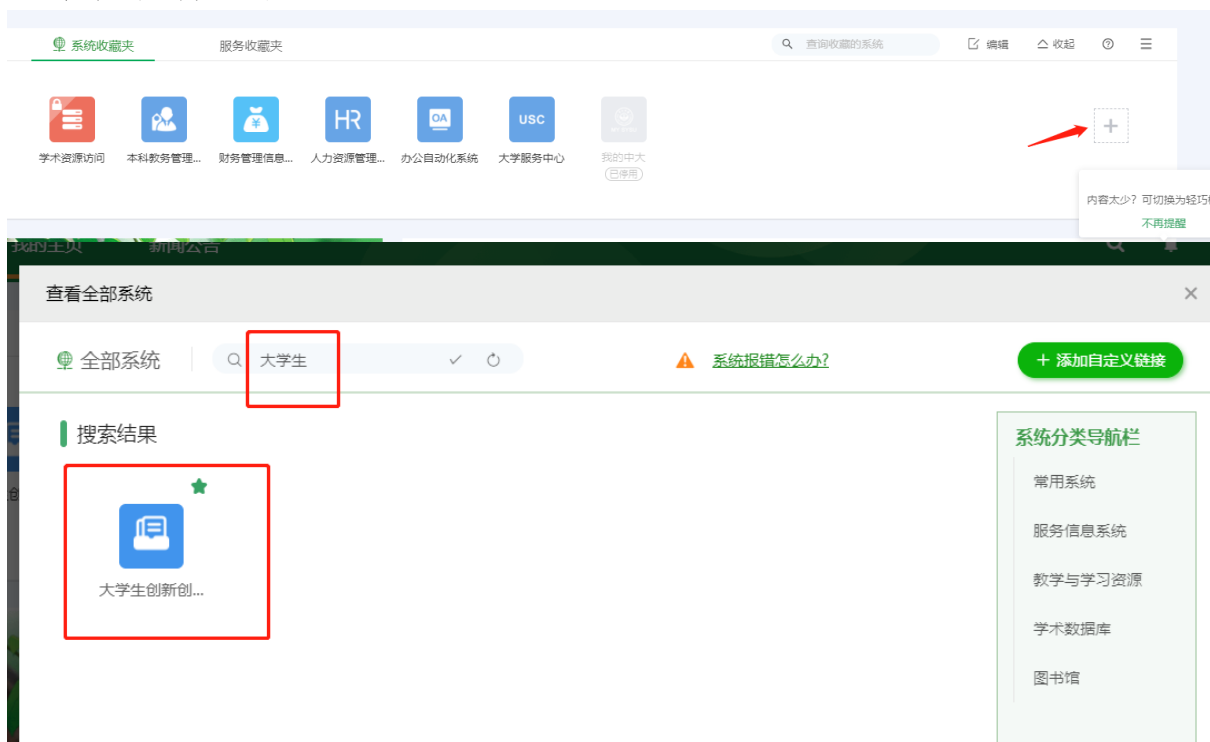 系统收藏夹 服务收藏夹 查询收藏的系统 编辑 收起
HR OA USC
学术资源访问 本科教务管理... 财务管理信息... 人力资源管理... 办公自动化系统 大学服务中心 我的中大
(已停用)
内容太少？可切换为轻巧
不再提醒
我的主页 新闻公告
查看全部系统
全部系统 大学生 系统报错怎么办? + 添加自定义链接
搜索结果
大学生创新创...
系统分类导航栏
常用系统
服务信息系统
教学与学习资源
学术数据库
图书馆